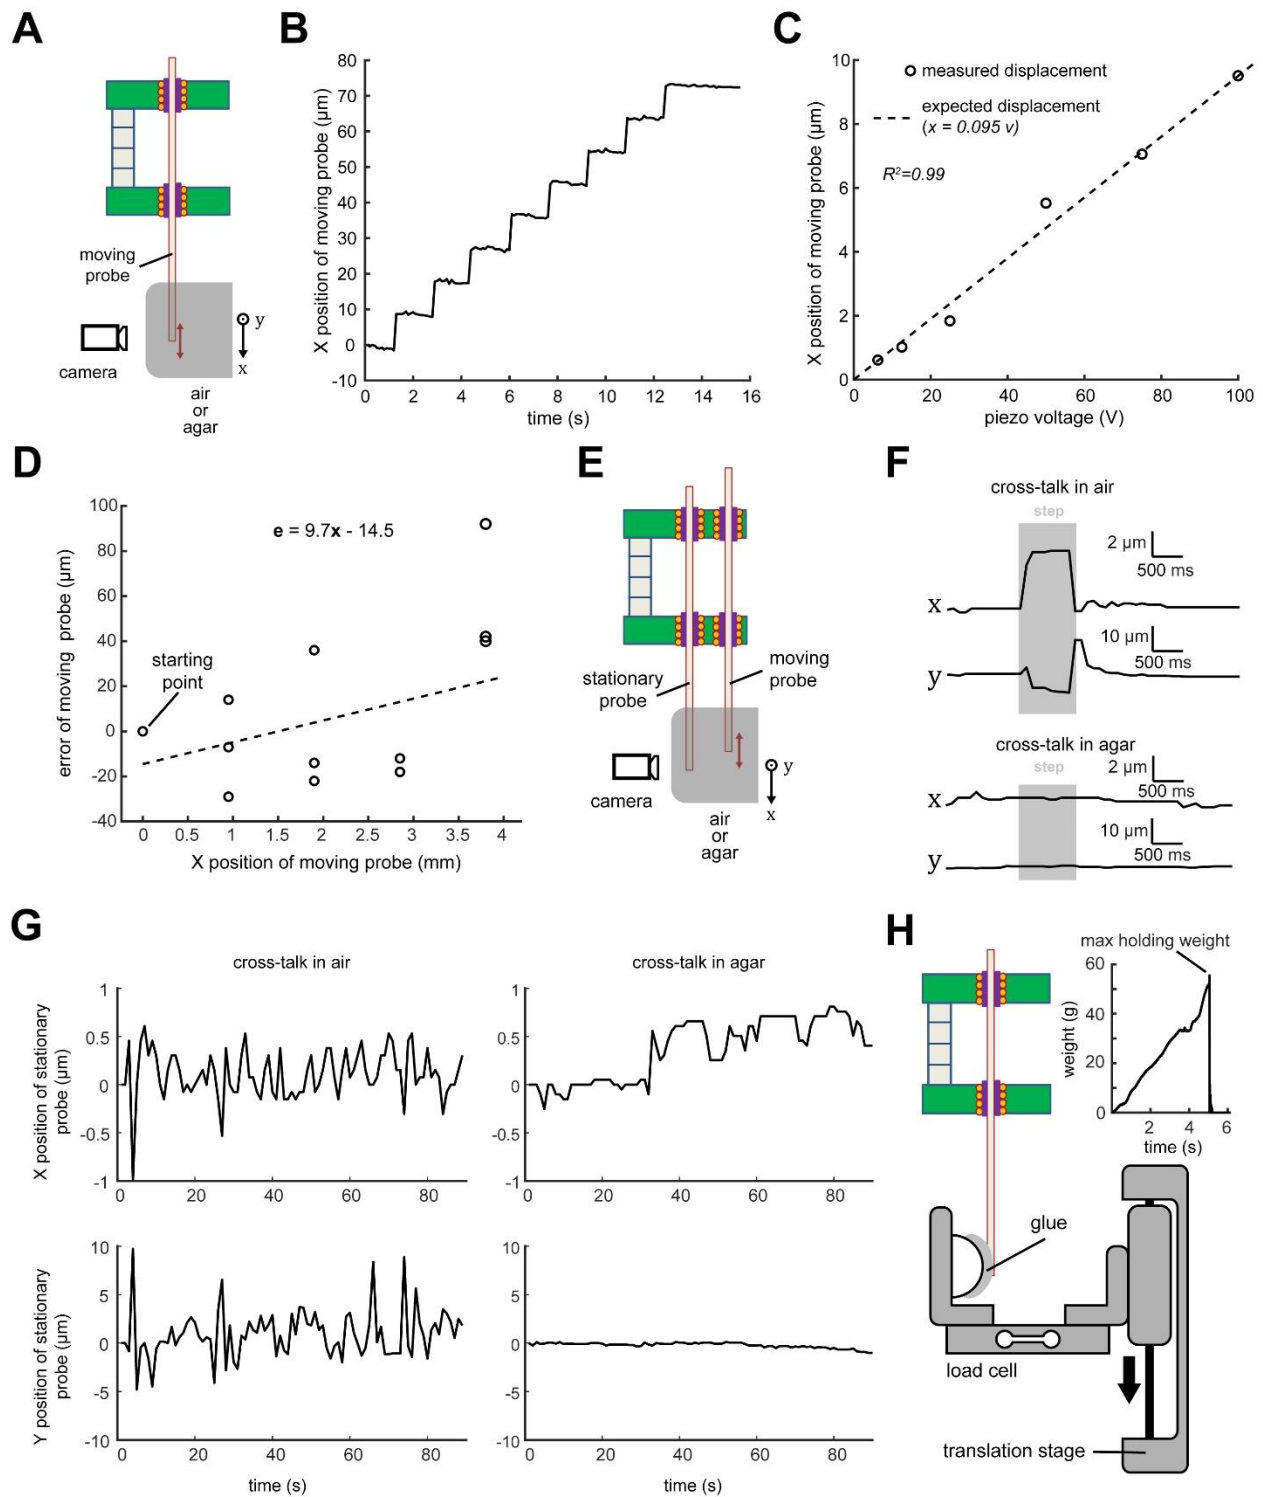 A
moving
probe
camera
y
x
air
or
agar
B
X position of moving probe (µm)
80
70
60
50
40
30
20
10
0
-10
0
2
4
6
8
10
12
14
16
time (s)
C
X position of moving probe (µm)
10
8
6
4
2
0
measured displacement
expected displacement
(x = 0.095 v)
R²=0.99
0
20
40
60
80
100
piezo voltage (V)
D
error of moving probe (µm)
100
80
60
40
20
0
-20
-40
e = 9.7x - 14.5
starting
point
0
0.5
1
1.5
2
2.5
3
3.5
4
X position of moving probe (mm)
E
stationary
probe
moving
probe
camera
y
x
air
or
agar
F
cross-talk in air
step
2 µm
500 ms
x
10 µm
500 ms
y
cross-talk in agar
step
2 µm
500 ms
x
10 µm
500 ms
y
G
cross-talk in air
X position of stationary
probe (µm)
1
0.5
0
-0.5
-1
0
20
40
60
80
cross-talk in agar
1
0.5
0
-0.5
-1
0
20
40
60
80
Y position of stationary
probe (µm)
10
5
0
-5
-10
0
20
40
60
80
time (s)
10
5
0
-5
-10
0
20
40
60
80
time (s)
H
max holding weight
weight (g)
60
40
20
0
2
4
6
time (s)
glue
load cell
translation stage